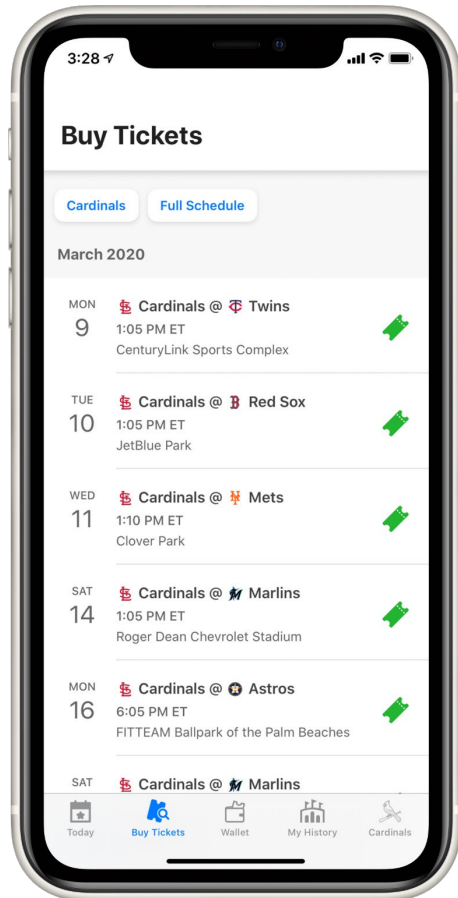 3:28
Buy Tickets
Cardinals
Full Schedule
March 2020
MON
9
Cardinals @ Twins
1:05 PM ET
CenturyLink Sports Complex
TUE
10
Cardinals @ Red Sox
1:05 PM ET
JetBlue Park
WED
11
Cardinals @ Mets
1:10 PM ET
Clover Park
SAT
14
Cardinals @ Marlins
1:05 PM ET
Roger Dean Chevrolet Stadium
MON
16
Cardinals @ Astros
6:05 PM ET
FITTEAM Ballpark of the Palm Beaches
SAT
Cardinals @ Marlins
Today
Buy Tickets
Wallet
My History
Cardinals